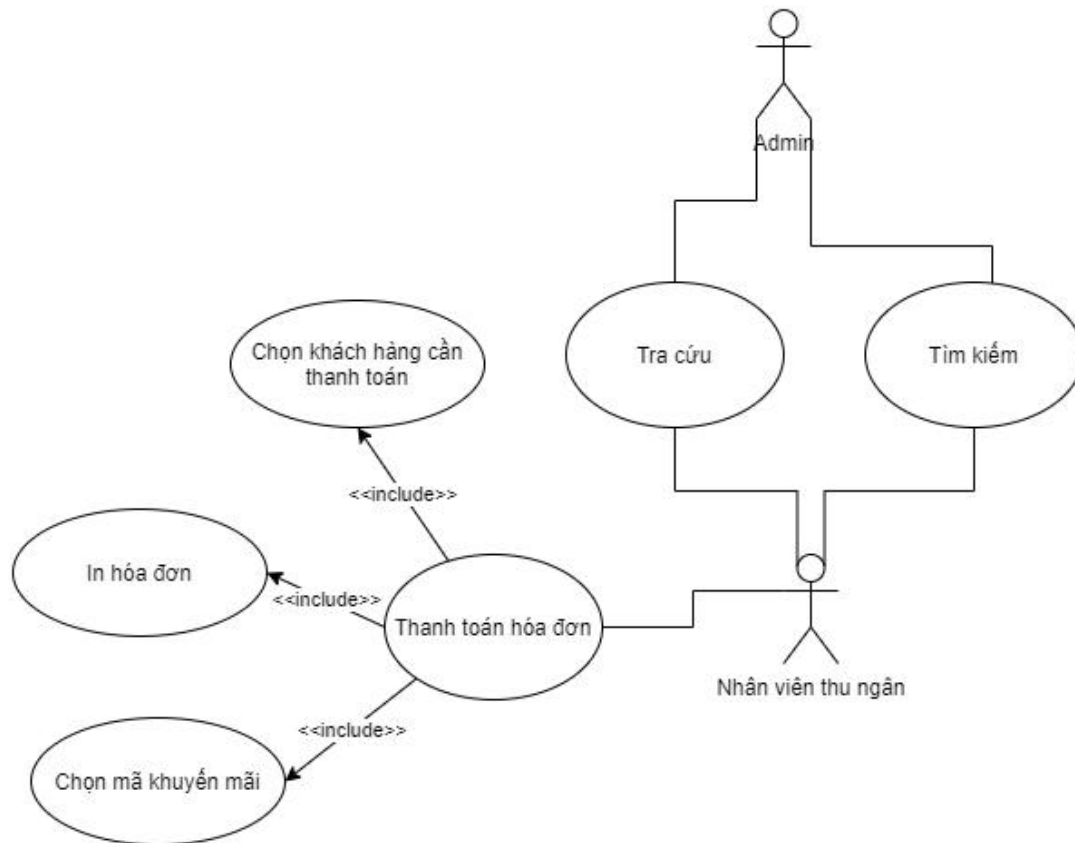 Admin
Chọn khách hàng cần
thanh toán
Tra cứu
Tìm kiếm
<<include>>
In hóa đơn
<<include>>
Thanh toán hóa đơn
Nhân viên thu ngân
<<include>>
Chọn mã khuyến mãi